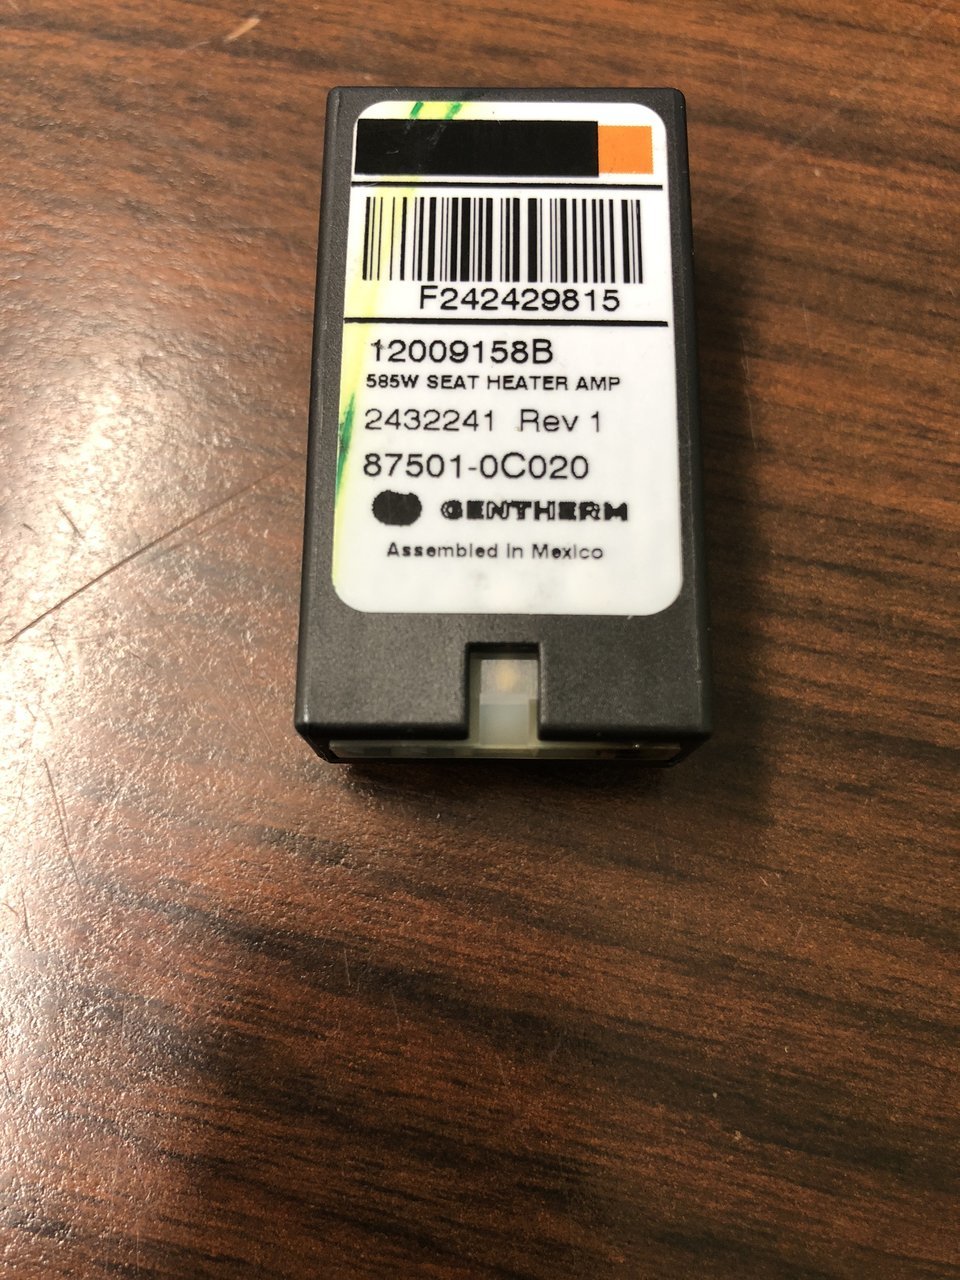 F242429815
12009158B
585W SEAT HEATER AMP
2432241 Rev 1
87501-0C020
GENTHERM
Assembled in Mexico